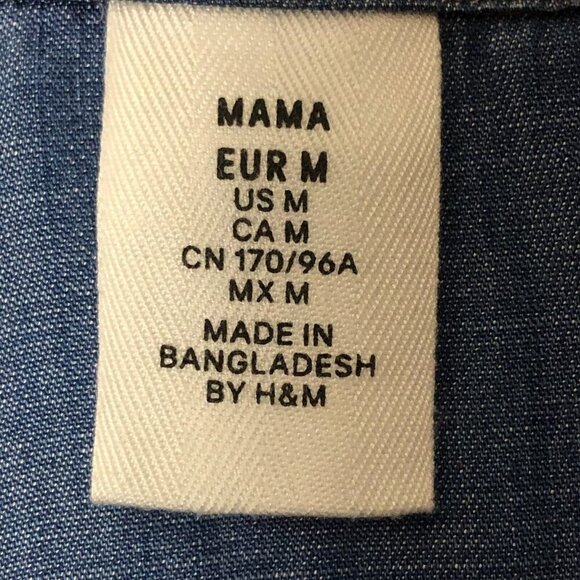 MAMA
EUR M
US M
CA M
CN 170/96A
MX M
MADE IN
BANGLADESH
BY H&M